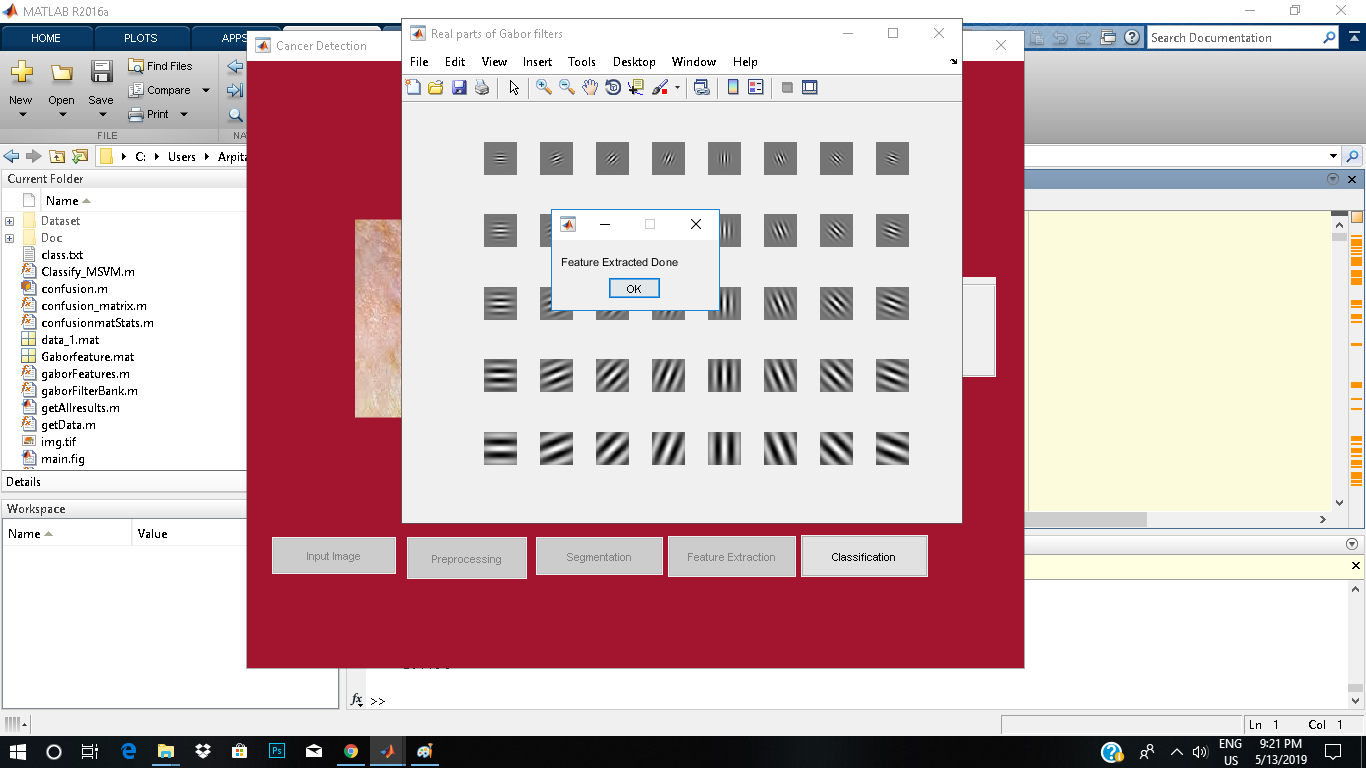 MATLAB R2016a
HOME
PLOTS
APPS
Search Documentation
New
Open
Save
Find Files
Compare
Print
FILE
NA
C:
Users
Arpita
Current Folder
Name
Dataset
Doc
class.txt
Classify_MSVM.m
confusion.m
confusion_matrix.m
confusionmatStats.m
data_1.mat
Gaborfeature.mat
gaborFeatures.m
gaborFilterBank.m
getAllresults.m
getData.m
img.tif
main.fig
Details
Workspace
Name
Value
Cancer Detection
Real parts of Gabor filters
File Edit View Insert Tools Desktop Window Help
Feature Extracted Done
OK
Input Image
Preprocessing
Segmentation
Feature Extraction
Classification
fx >>
Ln 1 Col 1
Ps
ENG
US
9:21 PM
5/13/2019